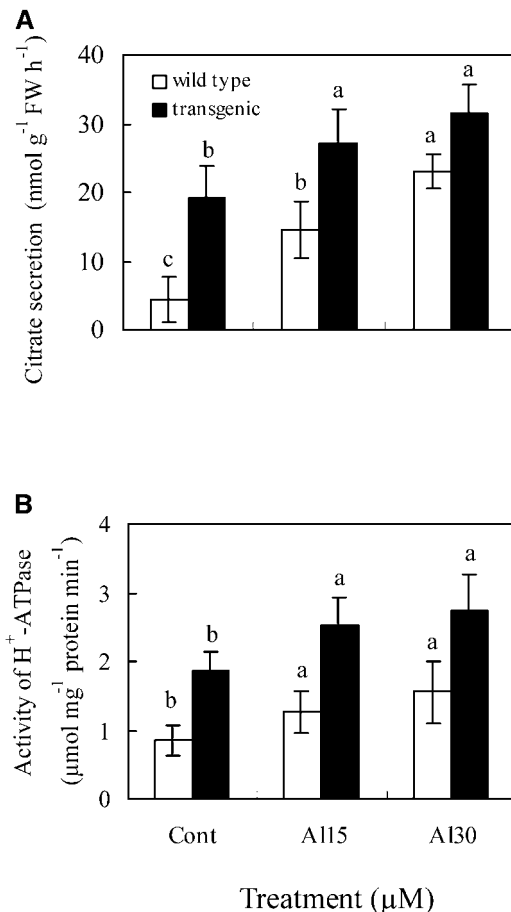 A
Citrate secretion (nmol g⁻¹ FW h⁻¹)
40
30
20
10
0
wild type
transgenic
c
b
b
a
a
a
B
Activity of H⁺-ATPase
(µmol mg⁻¹ protein min⁻¹)
4
3
2
1
0
b
b
a
a
a
a
Cont
Al15
Al30
Treatment (µM)